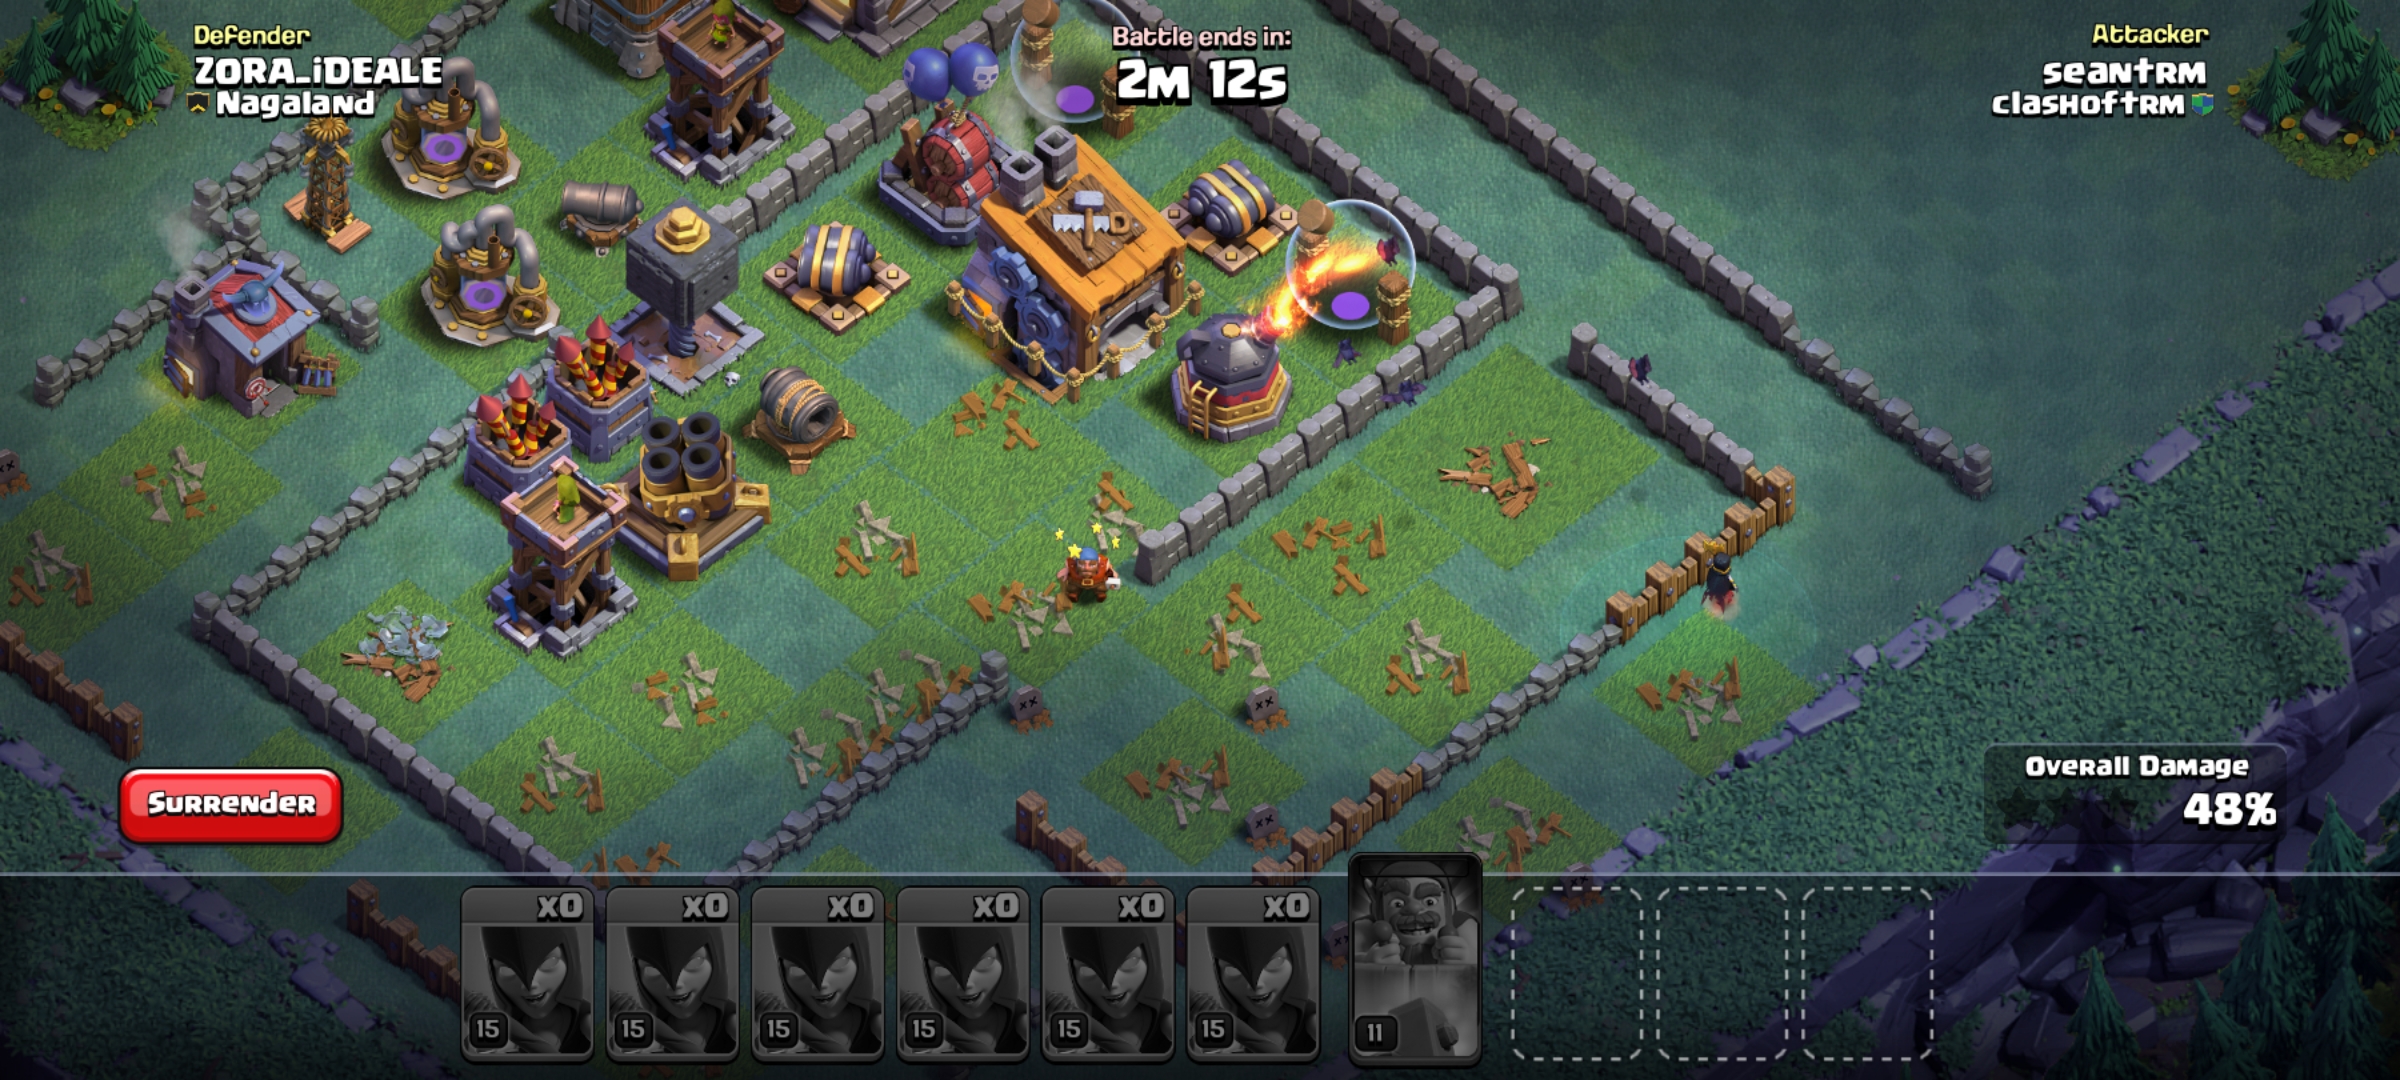 Defender
ZORA_iDEALE
Nagaland
Battle ends in:
2M 12s
Attacker
seantRM
clashoftRM
Surrender
Overall Damage
48%
x0
x0
x0
x0
x0
x0
15
15
15
15
15
15
11